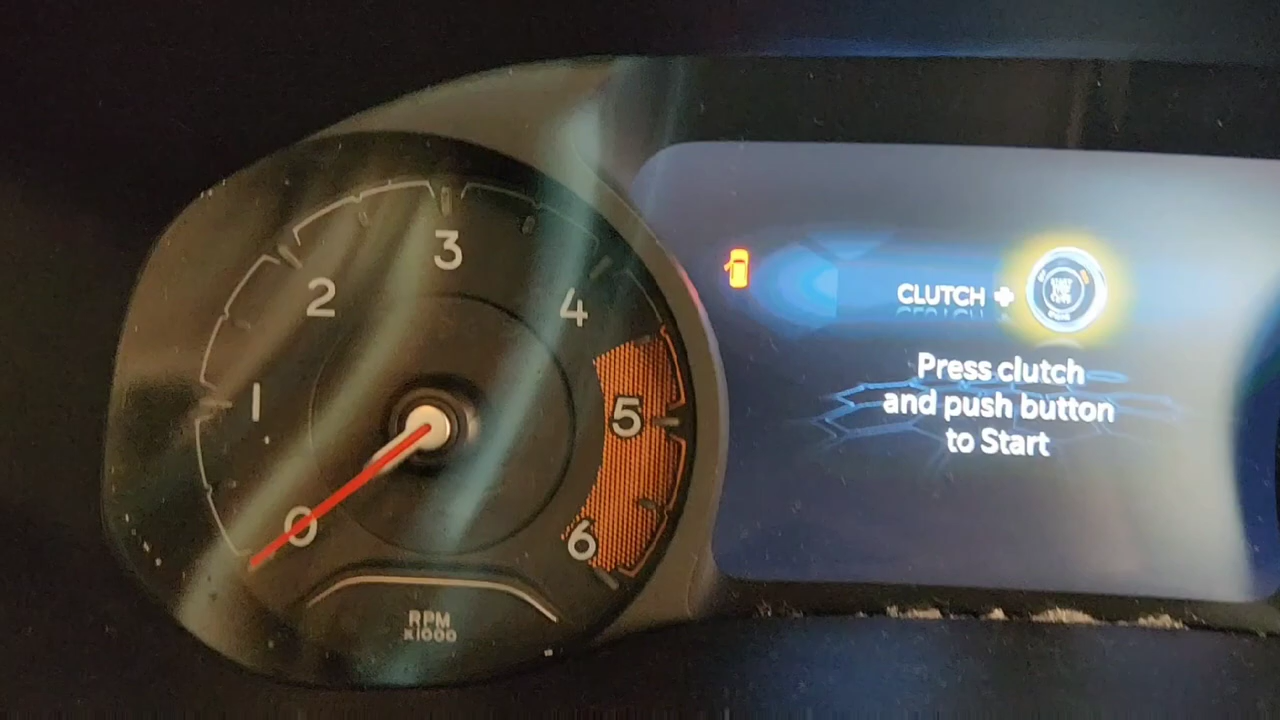 0
1
2
3
4
5
6
RPM
x1000
CLUTCH +
Press clutch
and push button
to Start